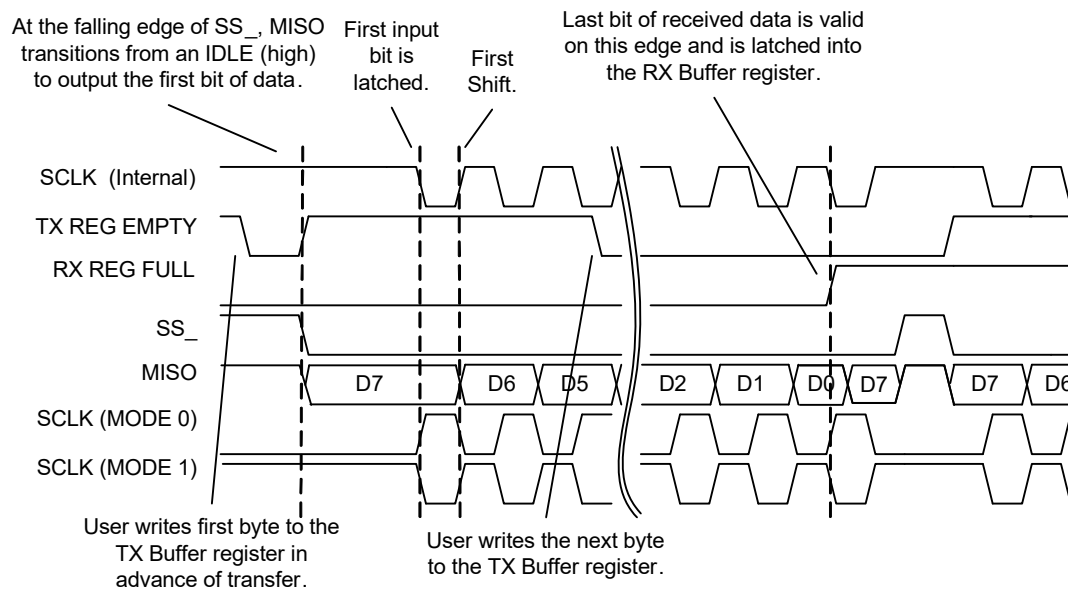 At the falling edge of SS_, MISO
transitions from an IDLE (high)
to output the first bit of data.
First input
bit is
latched.
First
Shift.
Last bit of received data is valid
on this edge and is latched into
the RX Buffer register.
SCLK (Internal)
TX REG EMPTY
RX REG FULL
SS_
MISO
D7
D6
D5
D2
D1
D0
D7
D7
D6
SCLK (MODE 0)
SCLK (MODE 1)
User writes first byte to the
TX Buffer register in
advance of transfer.
User writes the next byte
to the TX Buffer register.